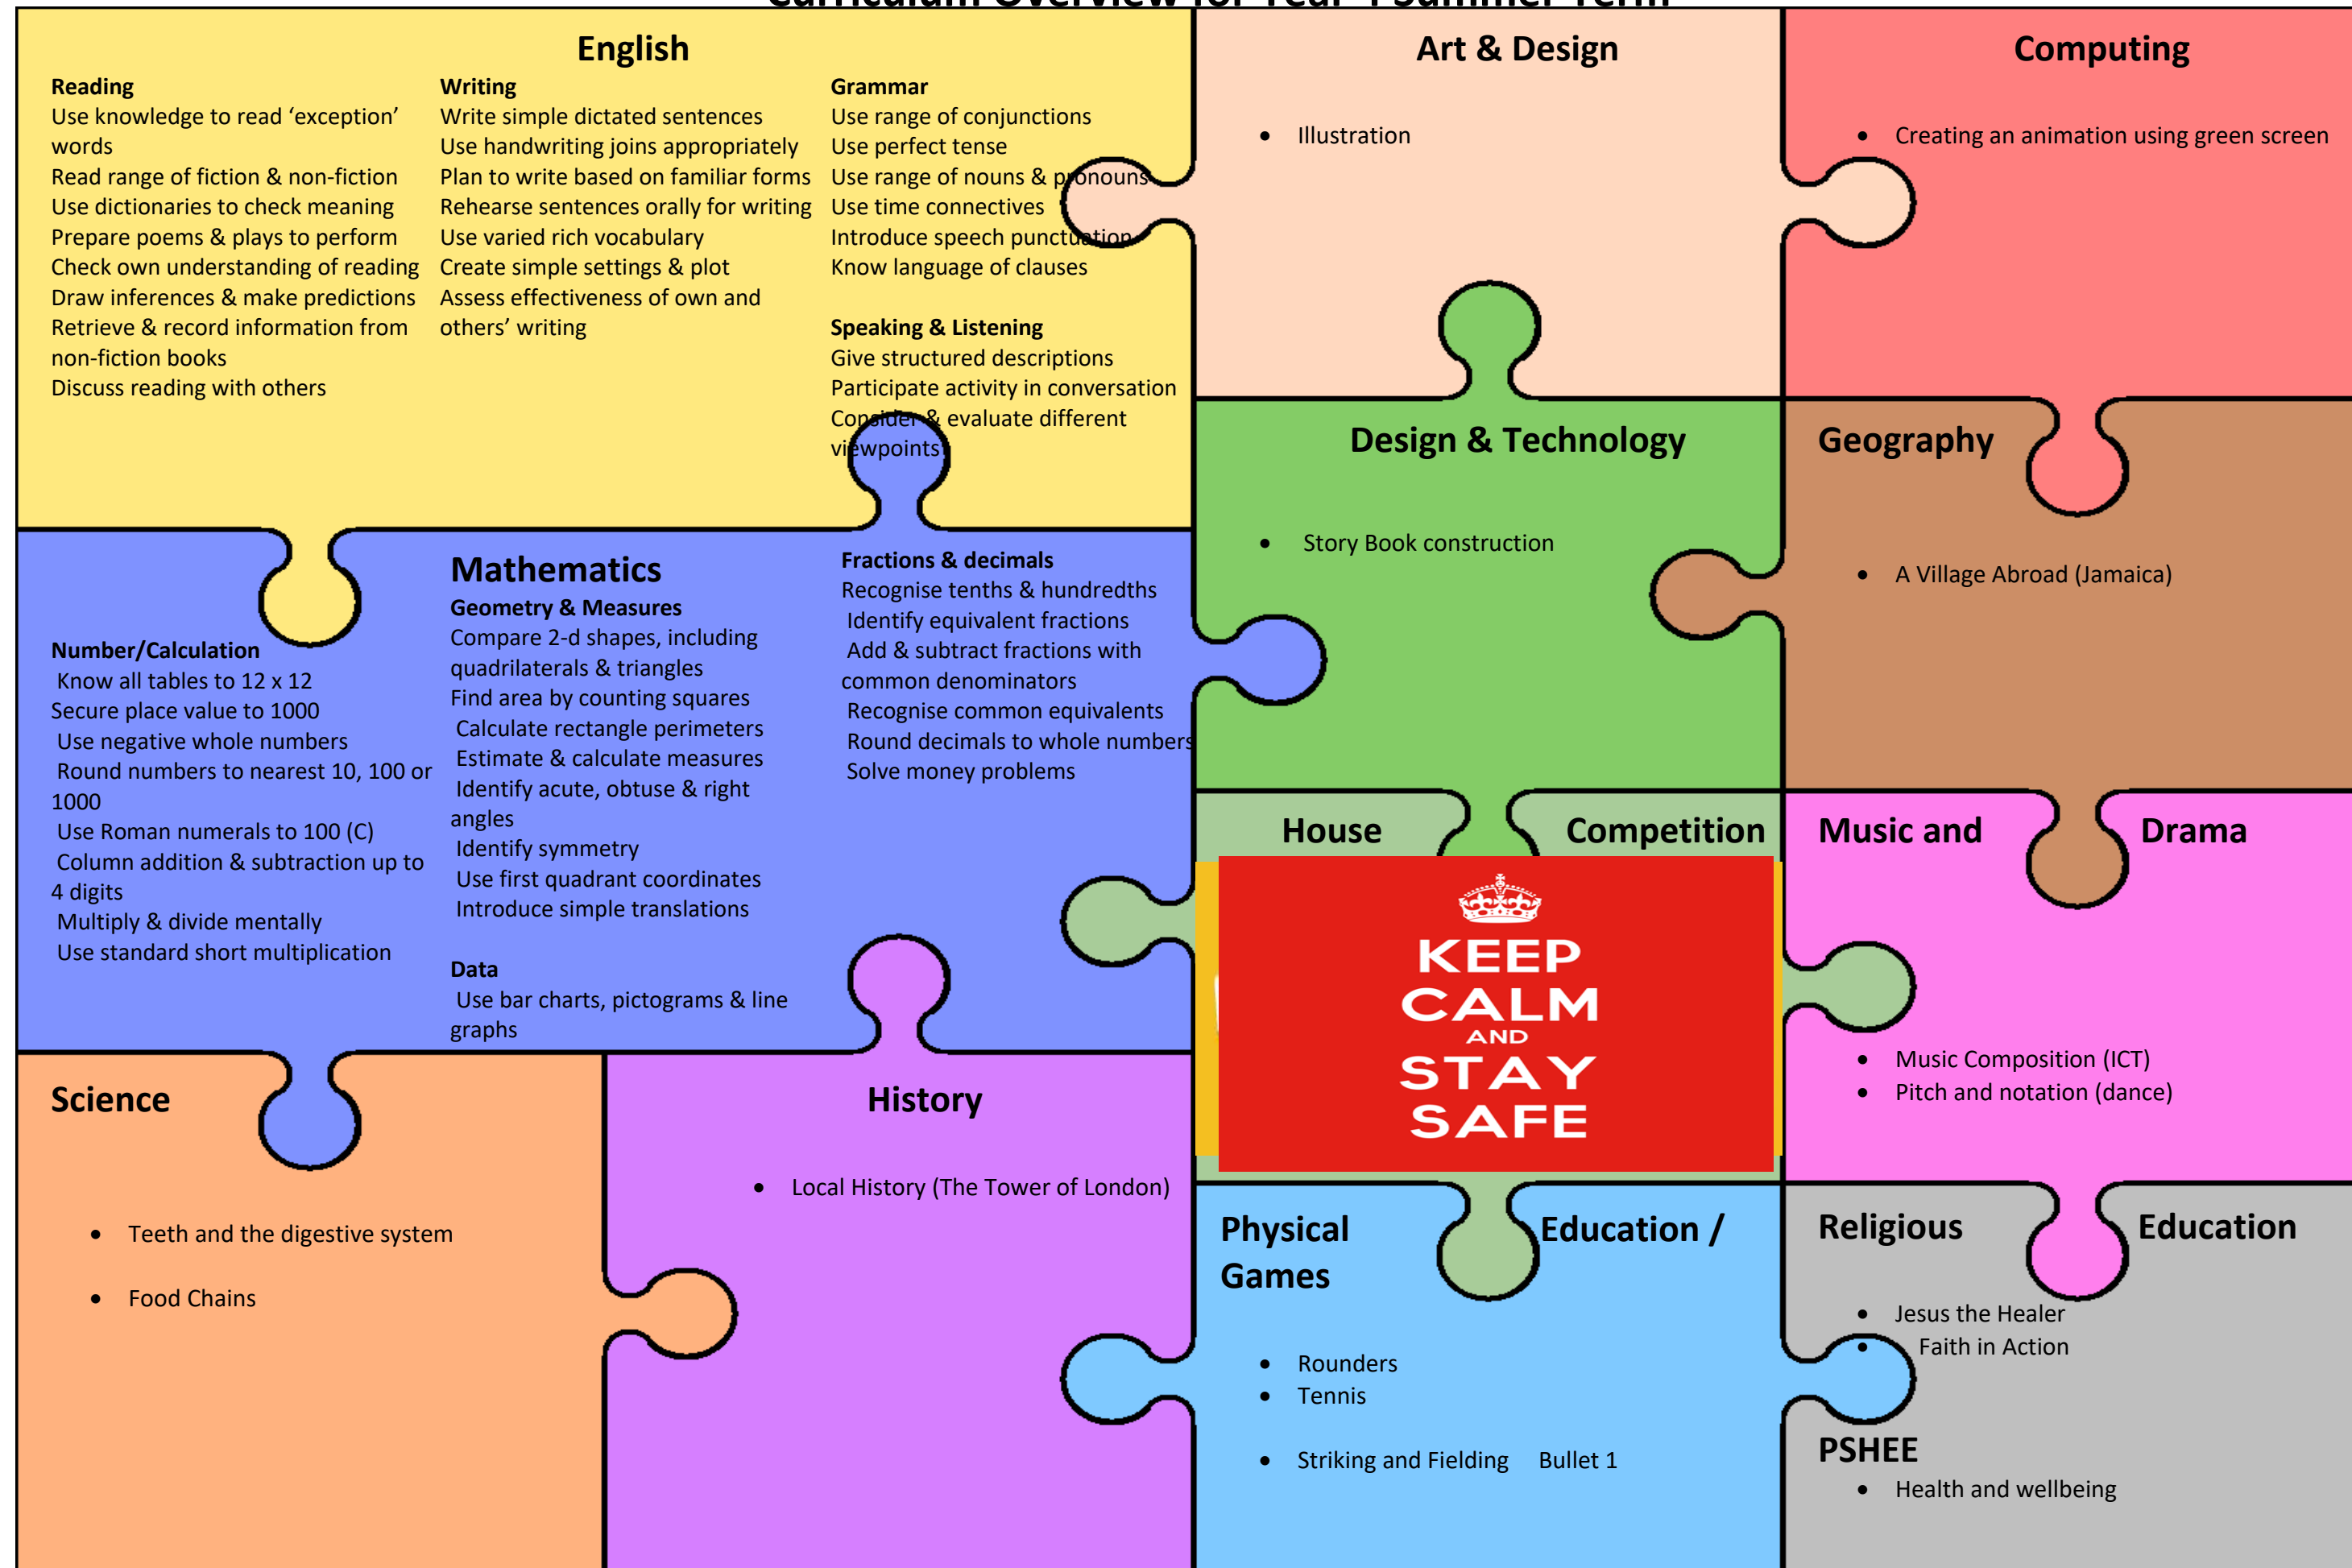 Curriculum Overview for Year 4 Summer Term
English
Reading
Use knowledge to read ‘exception’
words
Read range of fiction & non-fiction
Use dictionaries to check meaning
Prepare poems & plays to perform
Check own understanding of reading
Draw inferences & make predictions
Retrieve & record information from
non-fiction books
Discuss reading with others
Writing
Write simple dictated sentences
Use handwriting joins appropriately
Plan to write based on familiar forms
Rehearse sentences orally for writing
Use varied rich vocabulary
Create simple settings & plot
Assess effectiveness of own and
others’ writing
Grammar
Use range of conjunctions
Use perfect tense
Use range of nouns & pronouns
Use time connectives
Introduce speech punctuation
Know language of clauses
Speaking & Listening
Give structured descriptions
Participate activity in conversation
Consider & evaluate different
viewpoints
Art & Design
• Illustration
Computing
• Creating an animation using green screen
Mathematics
Number/Calculation
Know all tables to 12 x 12
Secure place value to 1000
Use negative whole numbers
Round numbers to nearest 10, 100 or
1000
Use Roman numerals to 100 (C)
Column addition & subtraction up to
4 digits
Multiply & divide mentally
Use standard short multiplication
Geometry & Measures
Compare 2-d shapes, including
quadrilaterals & triangles
Find area by counting squares
Calculate rectangle perimeters
Estimate & calculate measures
Identify acute, obtuse & right
angles
Identify symmetry
Use first quadrant coordinates
Introduce simple translations
Data
Use bar charts, pictograms & line
graphs
Fractions & decimals
Recognise tenths & hundredths
Identify equivalent fractions
Add & subtract fractions with
common denominators
Recognise common equivalents
Round decimals to whole numbers
Solve money problems
Design & Technology
• Story Book construction
Geography
• A Village Abroad (Jamaica)
House Competition
KEEP
CALM
AND
STAY
SAFE
Music and Drama
• Music Composition (ICT)
• Pitch and notation (dance)
Science
• Teeth and the digestive system
• Food Chains
History
• Local History (The Tower of London)
Physical Education /
Games
• Rounders
• Tennis
• Striking and Fielding Bullet 1
Religious Education
• Jesus the Healer
• Faith in Action
PSHEE
• Health and wellbeing